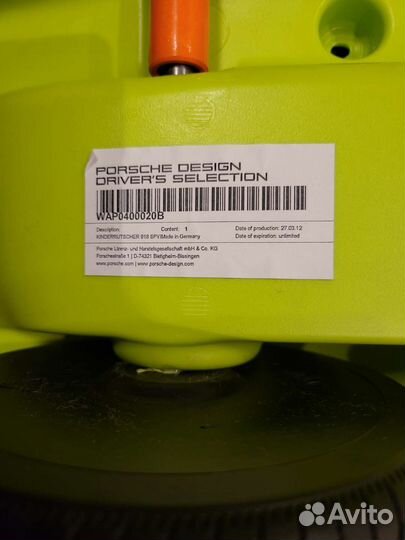 PORSCHE DESIGN
DRIVER'S SELECTION
WAP0400020B
Description: Content: 1 Date of production: 27.03.12
KINDERRUTSCHER 918 SPY/Made in Germany Date of expiration: unlimited
Porsche Lizenz- und Handelsgesellschaft mbH & Co. KG
Porschestraße 1 | D-74321 Bietigheim-Bissingen
www.porsche.com | www.porsche-design.com
Avito